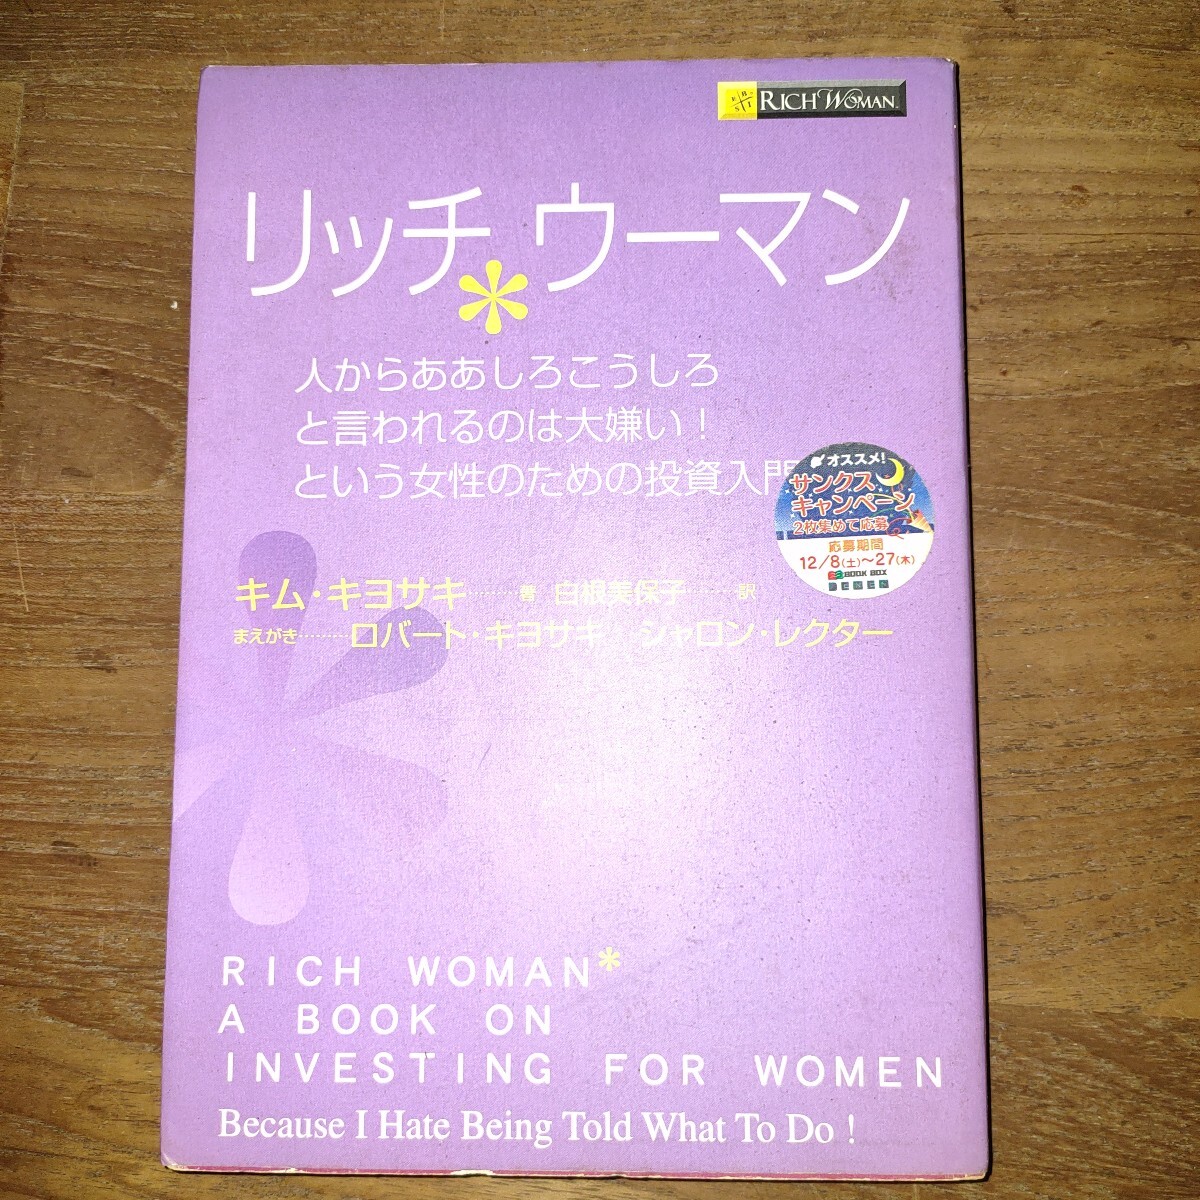 RICH WOMAN
リッチ*ウーマン
人からああしろこうしろ
と言われるのは大嫌い!
という女性のための投資入門
オススメ!
サンクス
キャンペーン
2枚集めて応募
応募期間
12/8(土)〜27(木)
BOOK BOX
DENEN
キム・キヨサキ………著 白根美保子………訳
まえがき………ロバート・キヨサキ シャロン・レクター
RICH WOMAN*
A BOOK ON
INVESTING FOR WOMEN
Because I Hate Being Told What To Do !